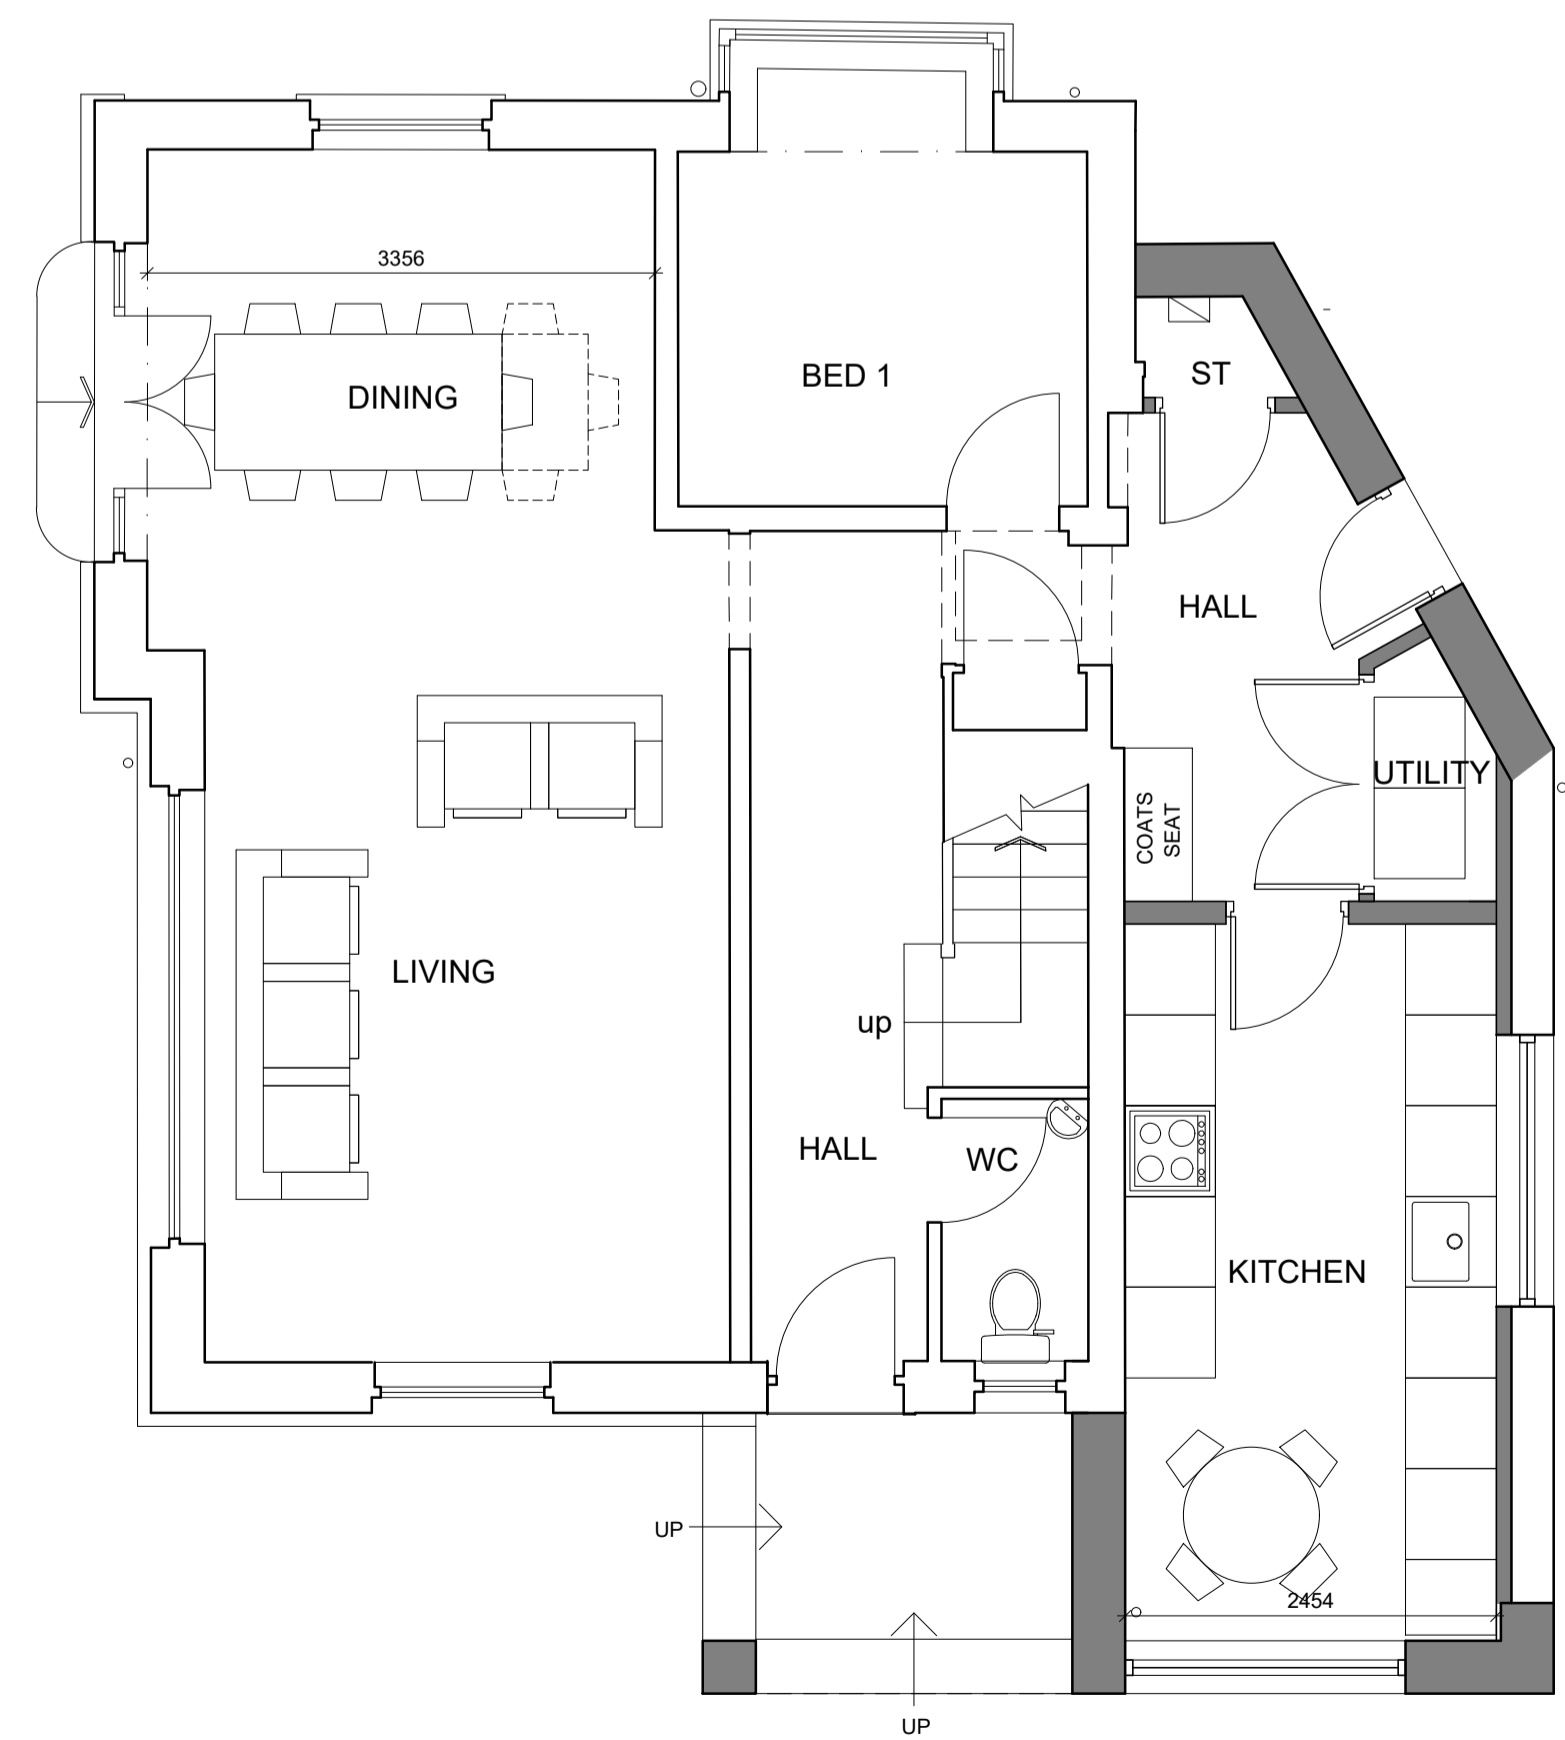 3356
DINING
BED 1
ST
HALL
UTILITY
COATS
SEAT
LIVING
up
HALL
WC
KITCHEN
UP
2454
UP